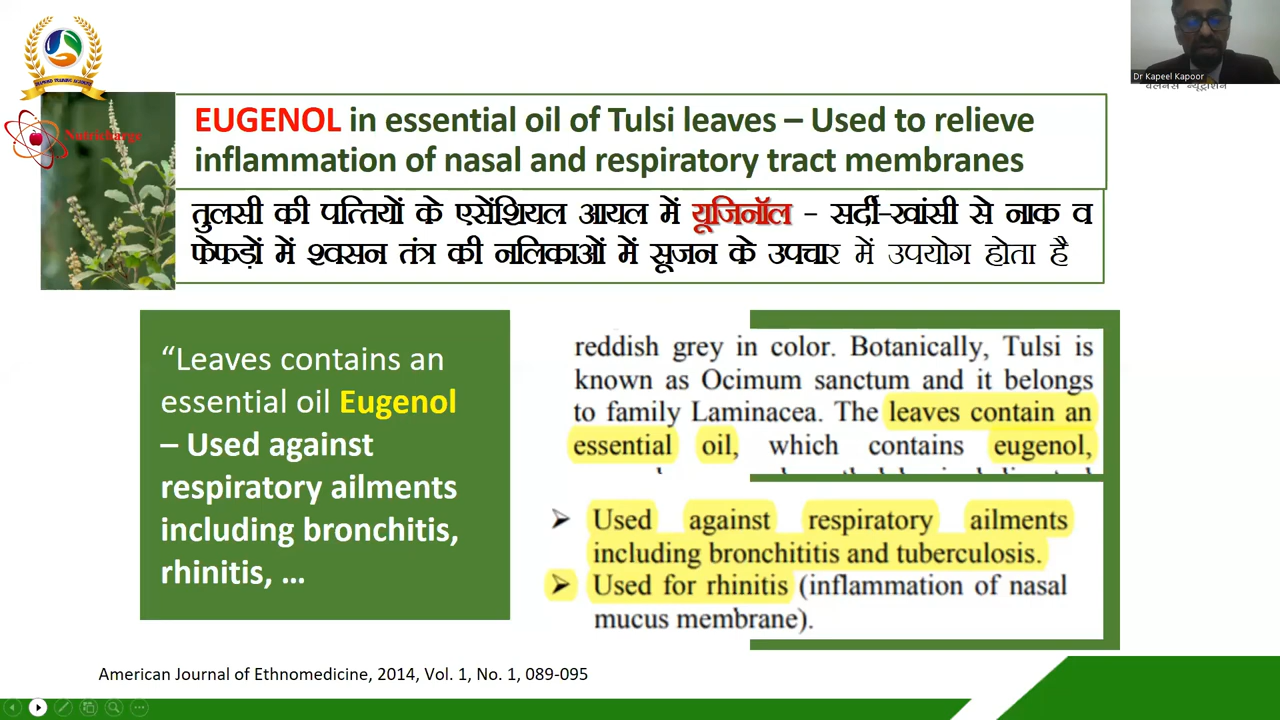 Dr Kapeel Kapoor
वेलनेस न्यूट्रीशन
Nutricharge
EUGENOL in essential oil of Tulsi leaves – Used to relieve
inflammation of nasal and respiratory tract membranes
तुलसी की पत्तियों के एसेंशियल आयल में यूजिनॉल - सर्दी-खांसी से नाक व
फेफड़ों में श्वसन तंत्र की नलिकाओं में सूजन के उपचार में उपयोग होता है
“Leaves contains an
essential oil Eugenol
– Used against
respiratory ailments
including bronchitis,
rhinitis, ...
reddish grey in color. Botanically, Tulsi is
known as Ocimum sanctum and it belongs
to family Laminacea. The leaves contain an
essential oil, which contains eugenol,
➢ Used against respiratory ailments
including bronchititis and tuberculosis.
➢ Used for rhinitis (inflammation of nasal
mucus membrane).
American Journal of Ethnomedicine, 2014, Vol. 1, No. 1, 089-095